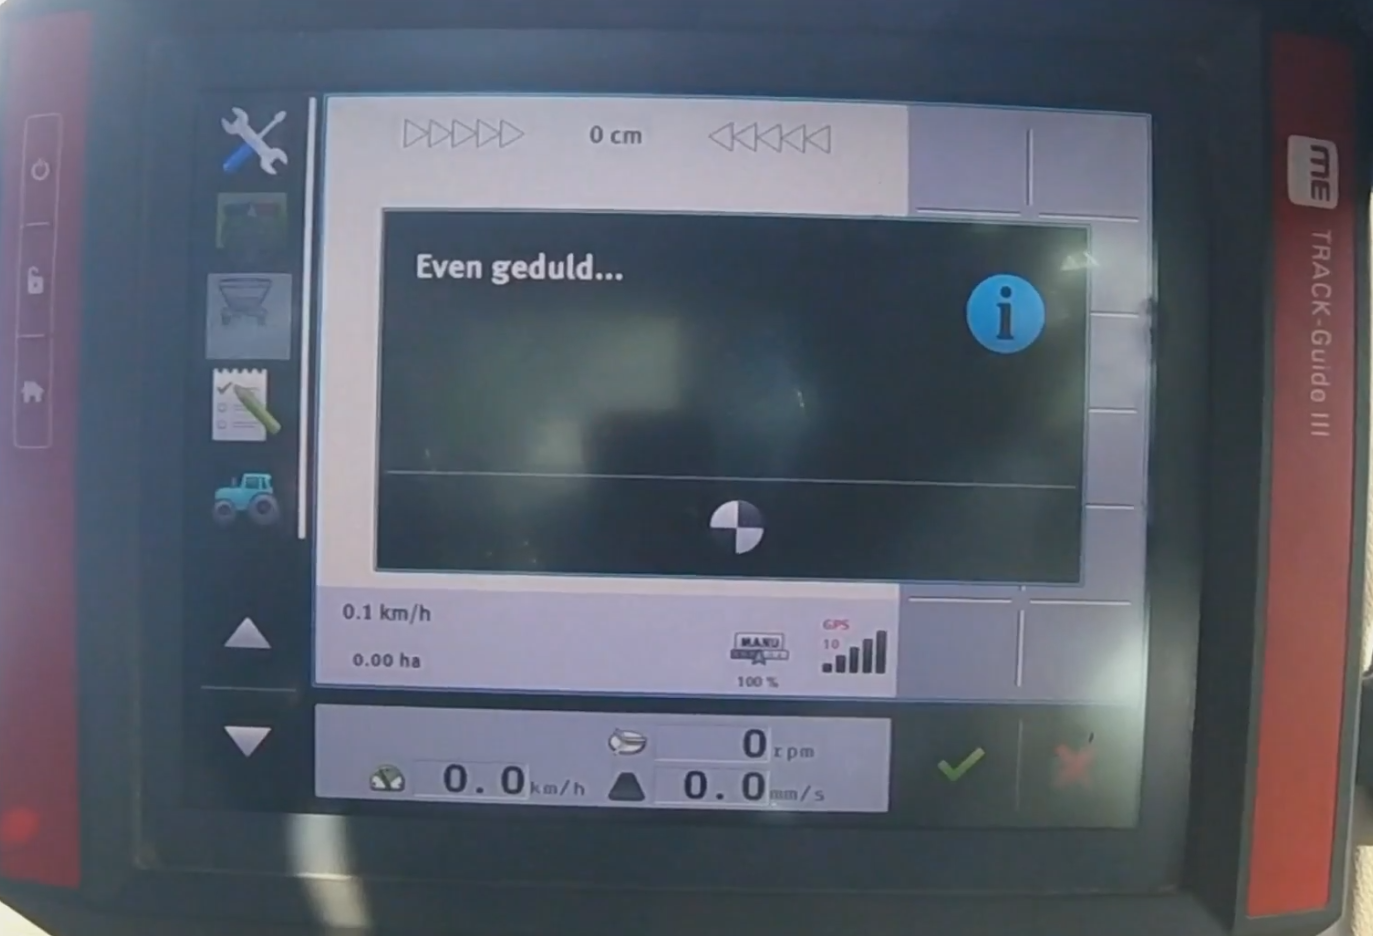 0 cm
Even geduld...
i
0.1 km/h
0.00 ha
MANU
100 %
GPS
10
0 rpm
0.0 km/h
0.0 mm/s
ME
TRACK-Guide III